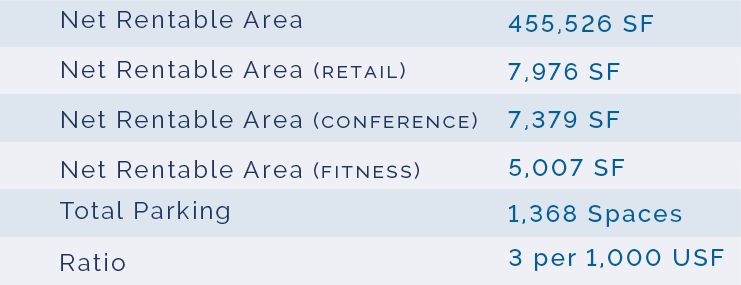 Net Rentable Area 455,526 SF
Net Rentable Area (RETAIL) 7,976 SF
Net Rentable Area (CONFERENCE) 7,379 SF
Net Rentable Area (FITNESS) 5,007 SF
Total Parking 1,368 Spaces
Ratio 3 per 1,000 USF